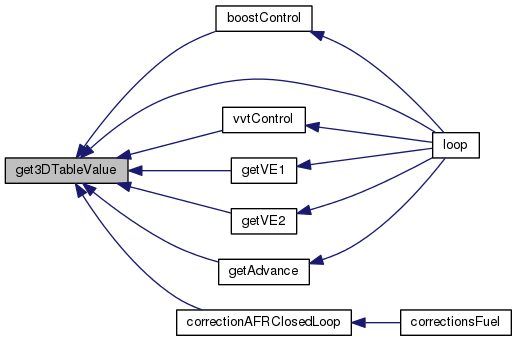 boostControl
vvtControl
loop
get3DTableValue
getVE1
getVE2
getAdvance
correctionAFRClosedLoop
correctionsFuel